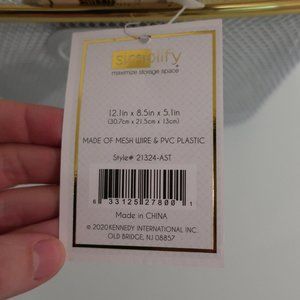 simplify
maximize storage space
12.1in x 8.5in x 5.1in
(30.7cm x 21.5cm x 13cm)
MADE OF MESH WIRE & PVC PLASTIC
Style# 21324-AST
6 33125 27800 1
Made in CHINA
© 2020 KENNEDY INTERNATIONAL INC.
OLD BRIDGE, NJ 08857